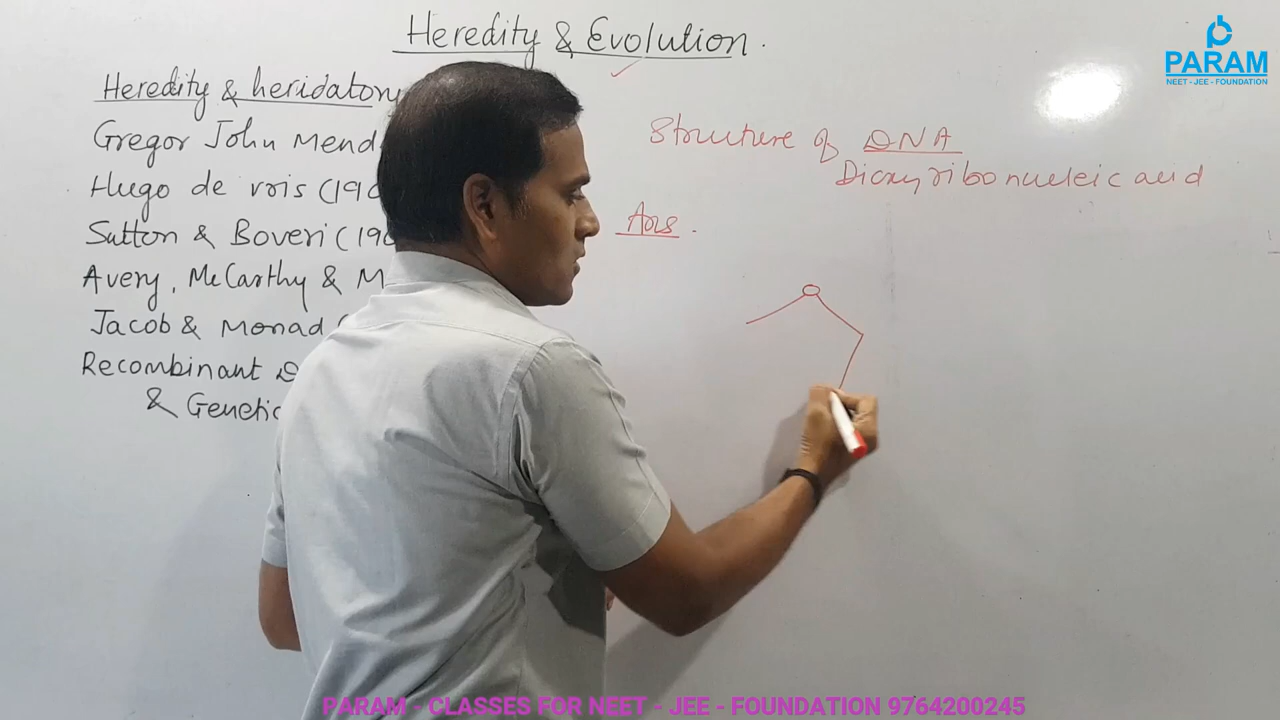 Heredity & Evolution.
Heredity & heridatory
Gregor John Mend
Hugo de vris (190
Sutton & Boveri (190
Avery, McCarthy & M
Jacob & Monad (
Recombinant D
& Genetic
Structure of DNA
Dioxyribonucleic acid
Ans.
PARAM
NEET - JEE - FOUNDATION
PARAM - CLASSES FOR NEET - JEE - FOUNDATION 9764200245